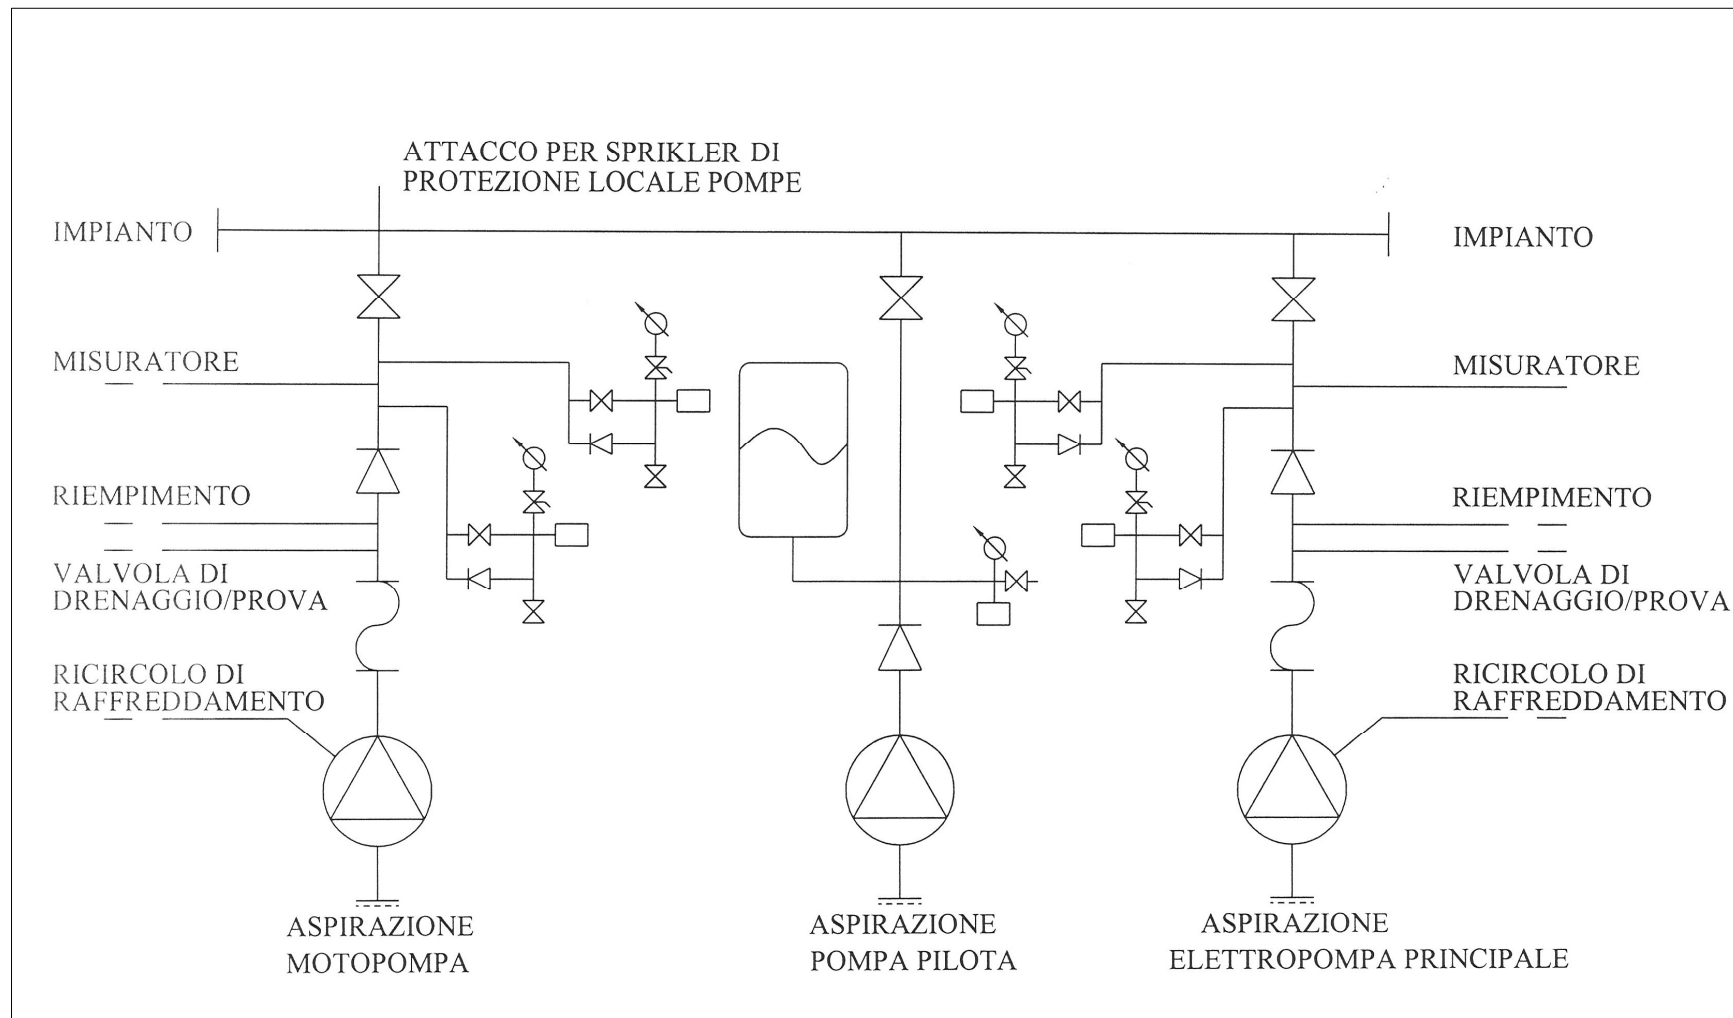 ATTACCO PER SPRIKLER DI
PROTEZIONE LOCALE POMPE
IMPIANTO
IMPIANTO
MISURATORE
MISURATORE
RIEMPIMENTO
RIEMPIMENTO
VALVOLA DI
DRENAGGIO/PROVA
VALVOLA DI
DRENAGGIO/PROVA
RICIRCOLO DI
RAFFREDDAMENTO
RICIRCOLO DI
RAFFREDDAMENTO
ASPIRAZIONE
MOTOPOMPA
ASPIRAZIONE
POMPA PILOTA
ASPIRAZIONE
ELETTROPOMPA PRINCIPALE